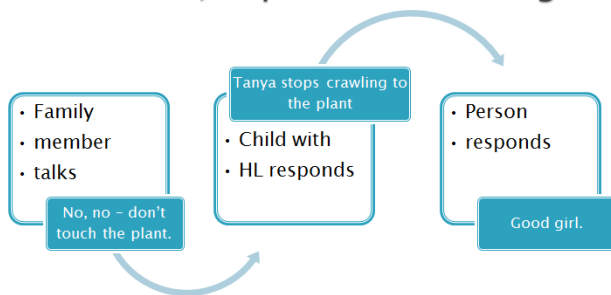 · Family
· member
· talks
No, no – don't
touch the plant.
Tanya stops crawling to
the plant
· Child with
· HL responds
· Person
· responds
Good girl.